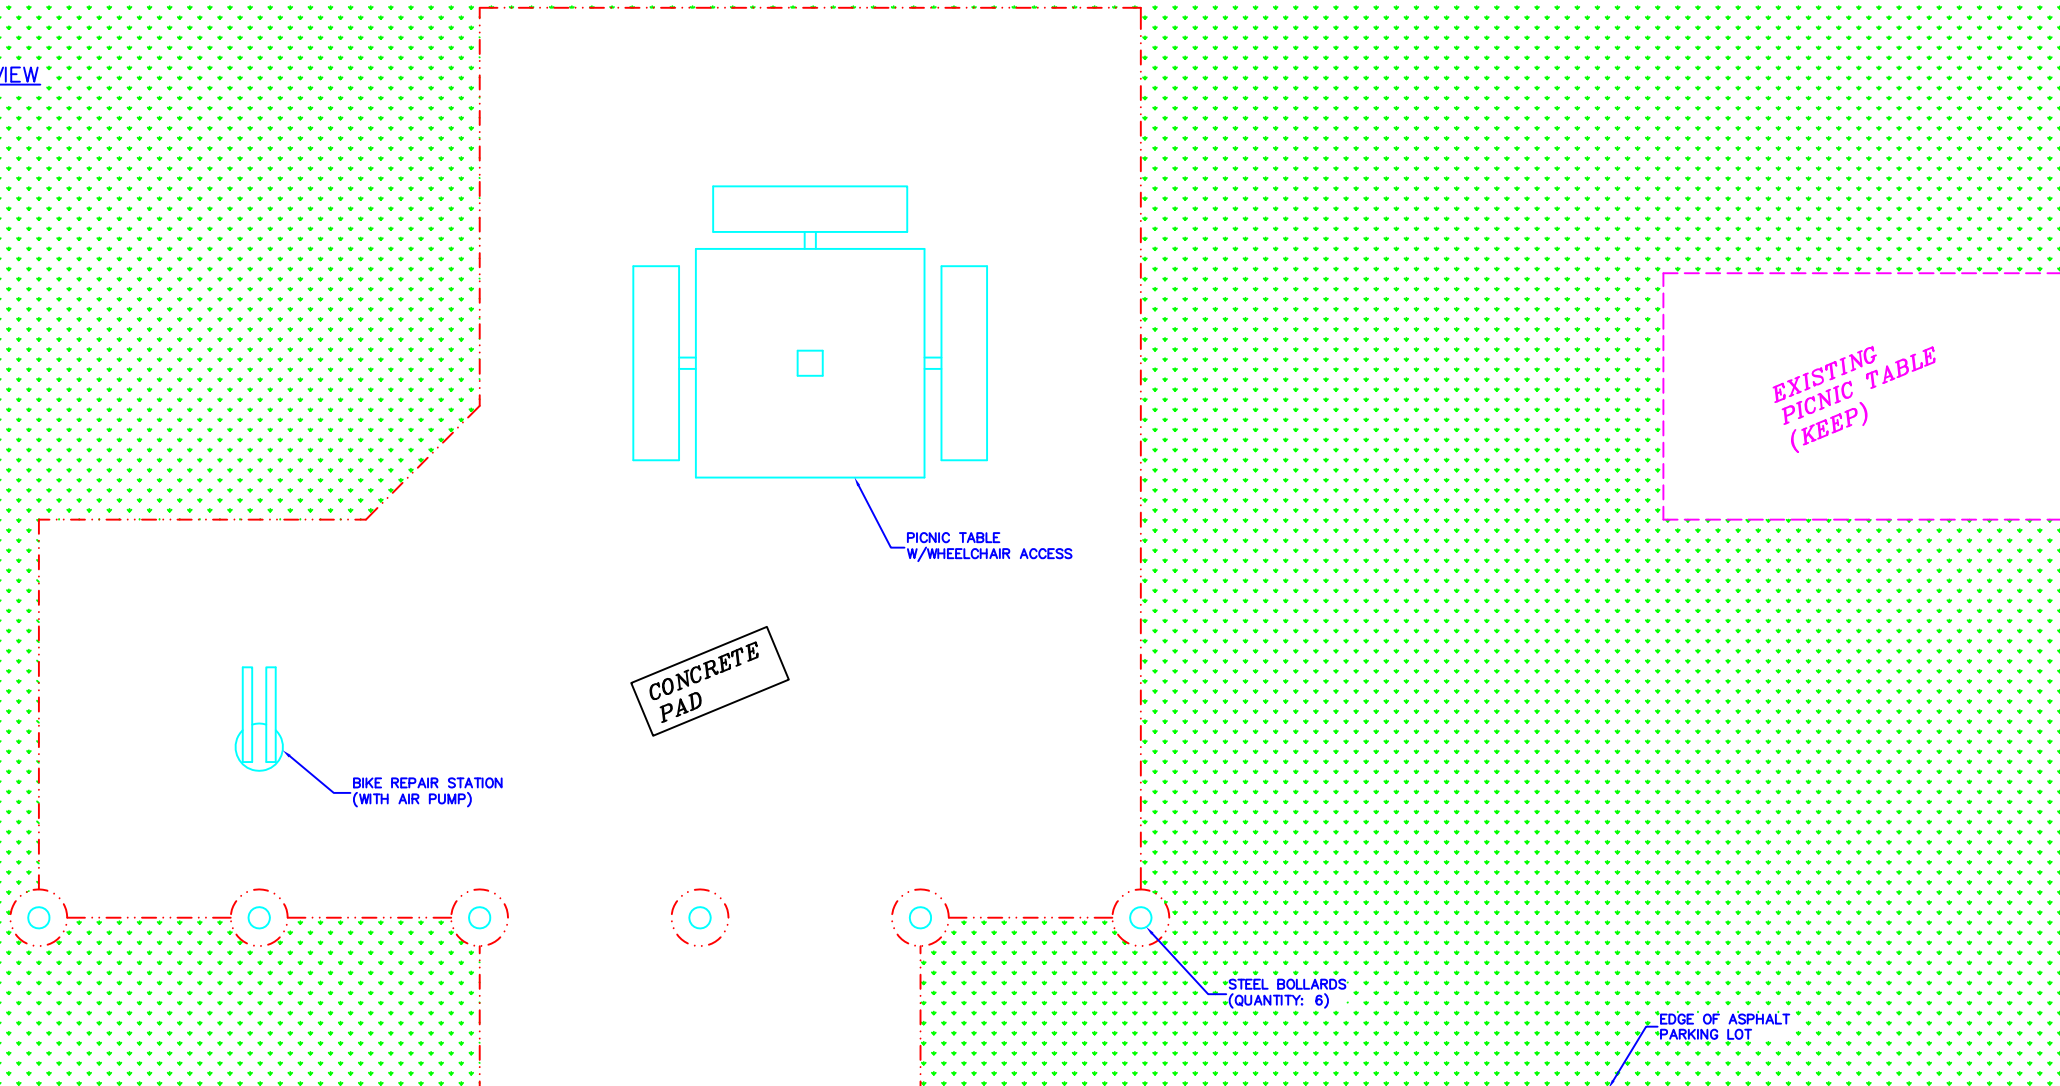 EXISTING
PICNIC TABLE
(KEEP)
PICNIC TABLE
W/WHEELCHAIR ACCESS
CONCRETE
PAD
BIKE REPAIR STATION
(WITH AIR PUMP)
STEEL BOLLARDS
(QUANTITY: 6)
EDGE OF ASPHALT
PARKING LOT